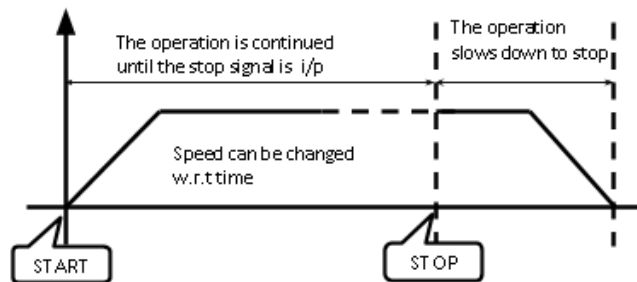 The operation is continued
until the stop signal is i/p
The operation
slows down to stop
Speed can be changed
w.r.t time
START
STOP